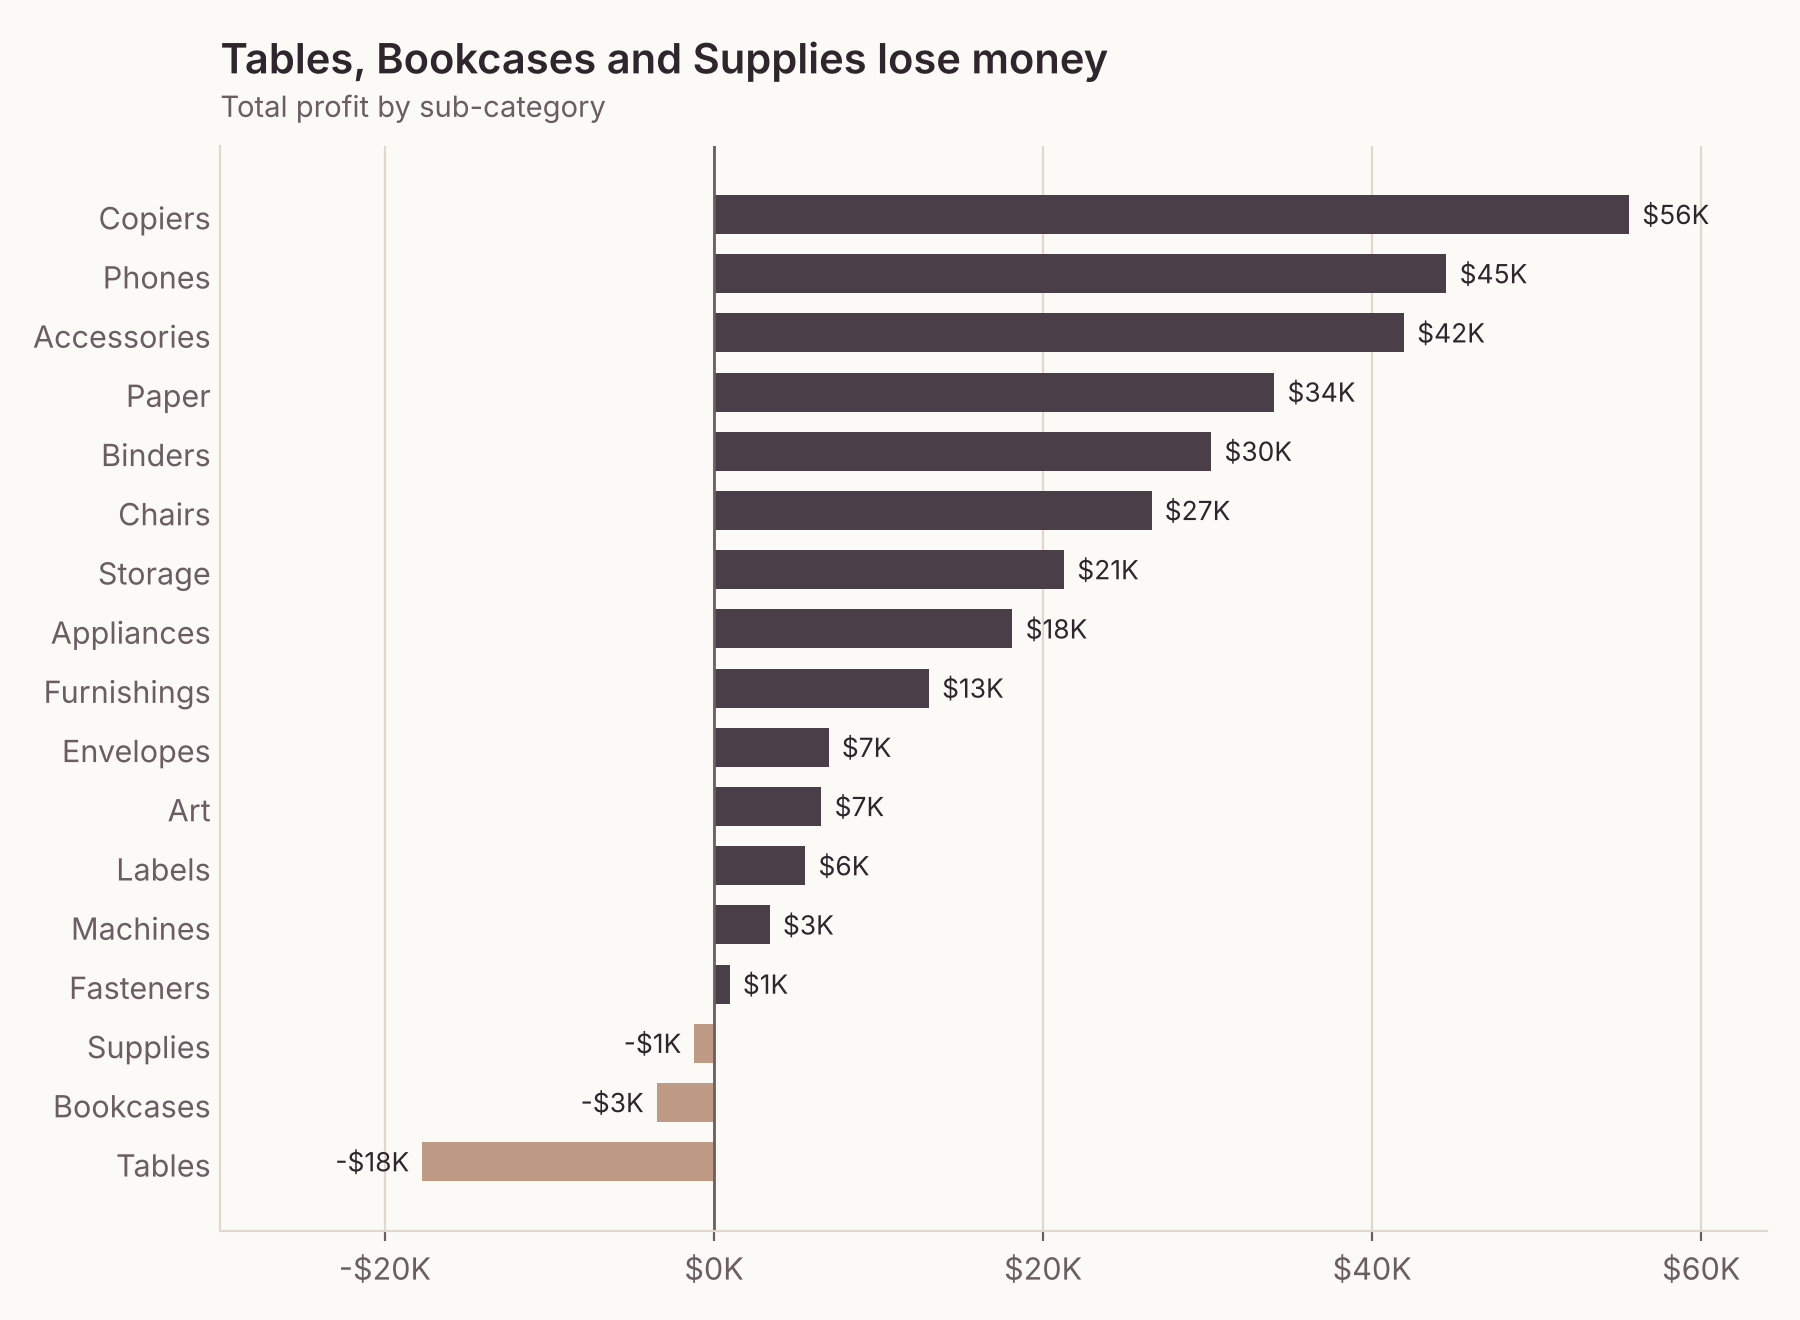 Tables, Bookcases and Supplies lose money
Total profit by sub-category
Copiers $56K
Phones $45K
Accessories $42K
Paper $34K
Binders $30K
Chairs $27K
Storage $21K
Appliances $18K
Furnishings $13K
Envelopes $7K
Art $7K
Labels $6K
Machines $3K
Fasteners $1K
Supplies -$1K
Bookcases -$3K
Tables -$18K
-$20K $0K $20K $40K $60K